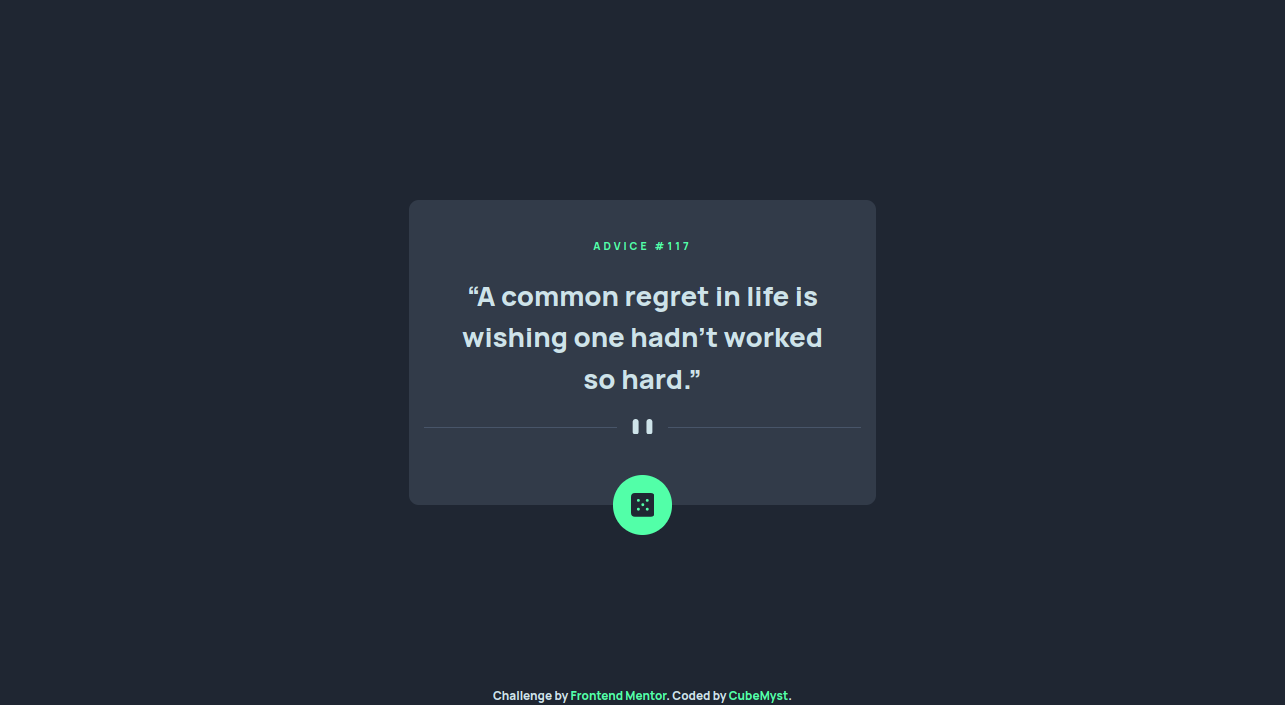 ADVICE #117
“A common regret in life is
wishing one hadn’t worked
so hard.”
Challenge by Frontend Mentor. Coded by CubeMyst.